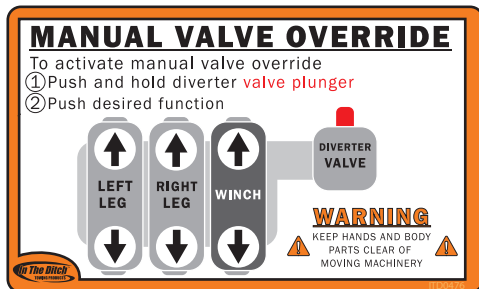 MANUAL VALVE OVERRIDE
To activate manual valve override
①Push and hold diverter valve plunger
②Push desired function
LEFT
LEG
RIGHT
LEG
WINCH
DIVERTER
VALVE
WARNING
KEEP HANDS AND BODY
PARTS CLEAR OF
MOVING MACHINERY
In The Ditch
TOWING PRODUCTS
ITD0476